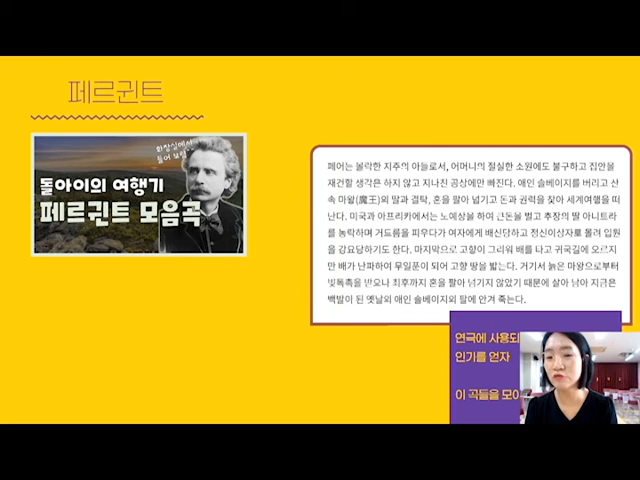 페르귄트
화장실에서
들어 보렴
돌아이의 여행기
페르귄트 모음곡
페어는 몰락한 지주의 아들로서, 어머니의 절실한 소원에도 불구하고 집안을
재건할 생각은 하지 않고 지나친 공상에만 빠진다. 애인 솔베이지를 버리고 산
속 마왕(魔王)의 딸과 결탁, 혼을 팔아 넘기고 돈과 권력을 찾아 세계여행을 떠
난다. 미국과 아프리카에서는 노예상을 하여 큰돈을 벌고 추장의 딸 아니트라
를 농락하며 거드름을 피우다가 여자에게 배신당하고 정신이상자로 몰려 입원
을 강요당하기도 한다. 마지막으로 고향이 그리워 배를 타고 귀국길에 오르지
만 배가 난파하여 무일푼이 되어 고향 땅을 밟는다. 거기서 늙은 마왕으로부터
빚독촉을 받으나 최후까지 혼을 팔아 넘기지 않았기 때문에 살아 남아 지금은
백발이 된 옛날의 애인 솔베이지의 팔에 안겨 죽는다.
연극에 사용되
인기를 얻자
이 곡들을 모아